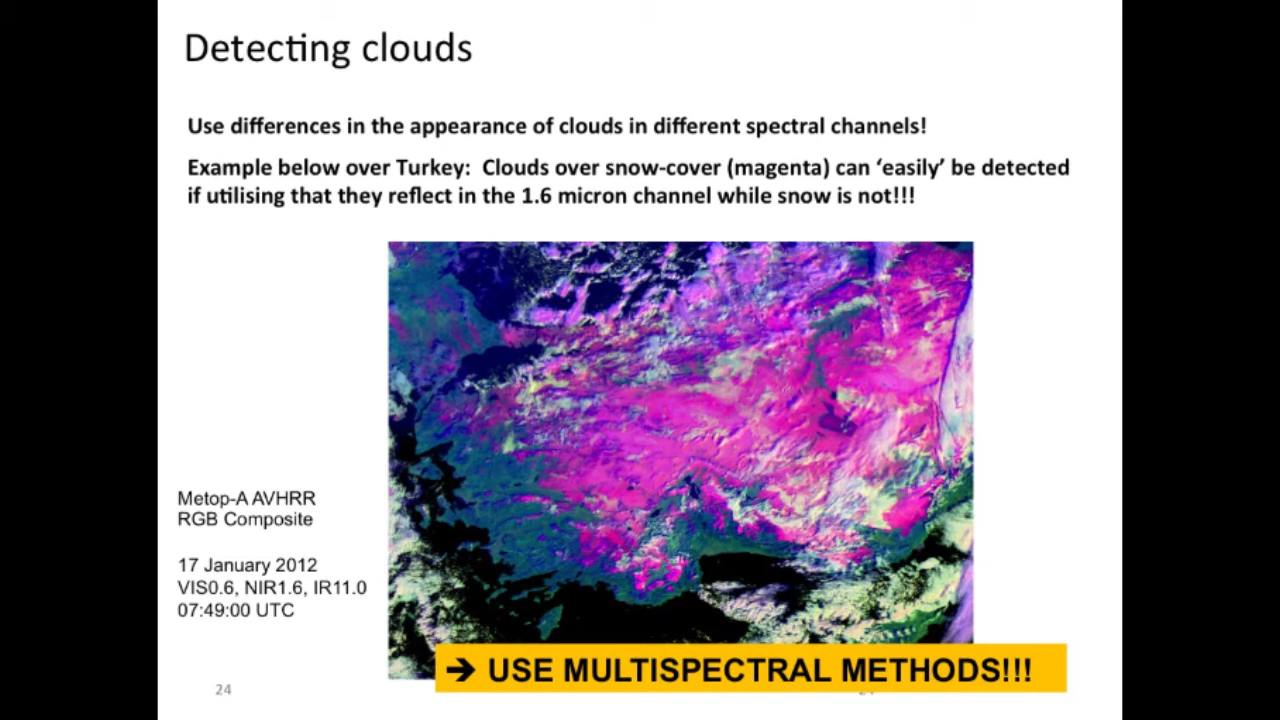 Detecting clouds
Use differences in the appearance of clouds in different spectral channels!
Example below over Turkey: Clouds over snow-cover (magenta) can ‘easily’ be detected
if utilising that they reflect in the 1.6 micron channel while snow is not!!!
Metop-A AVHRR
RGB Composite
17 January 2012
VIS0.6, NIR1.6, IR11.0
07:49:00 UTC
→ USE MULTISPECTRAL METHODS!!!
24